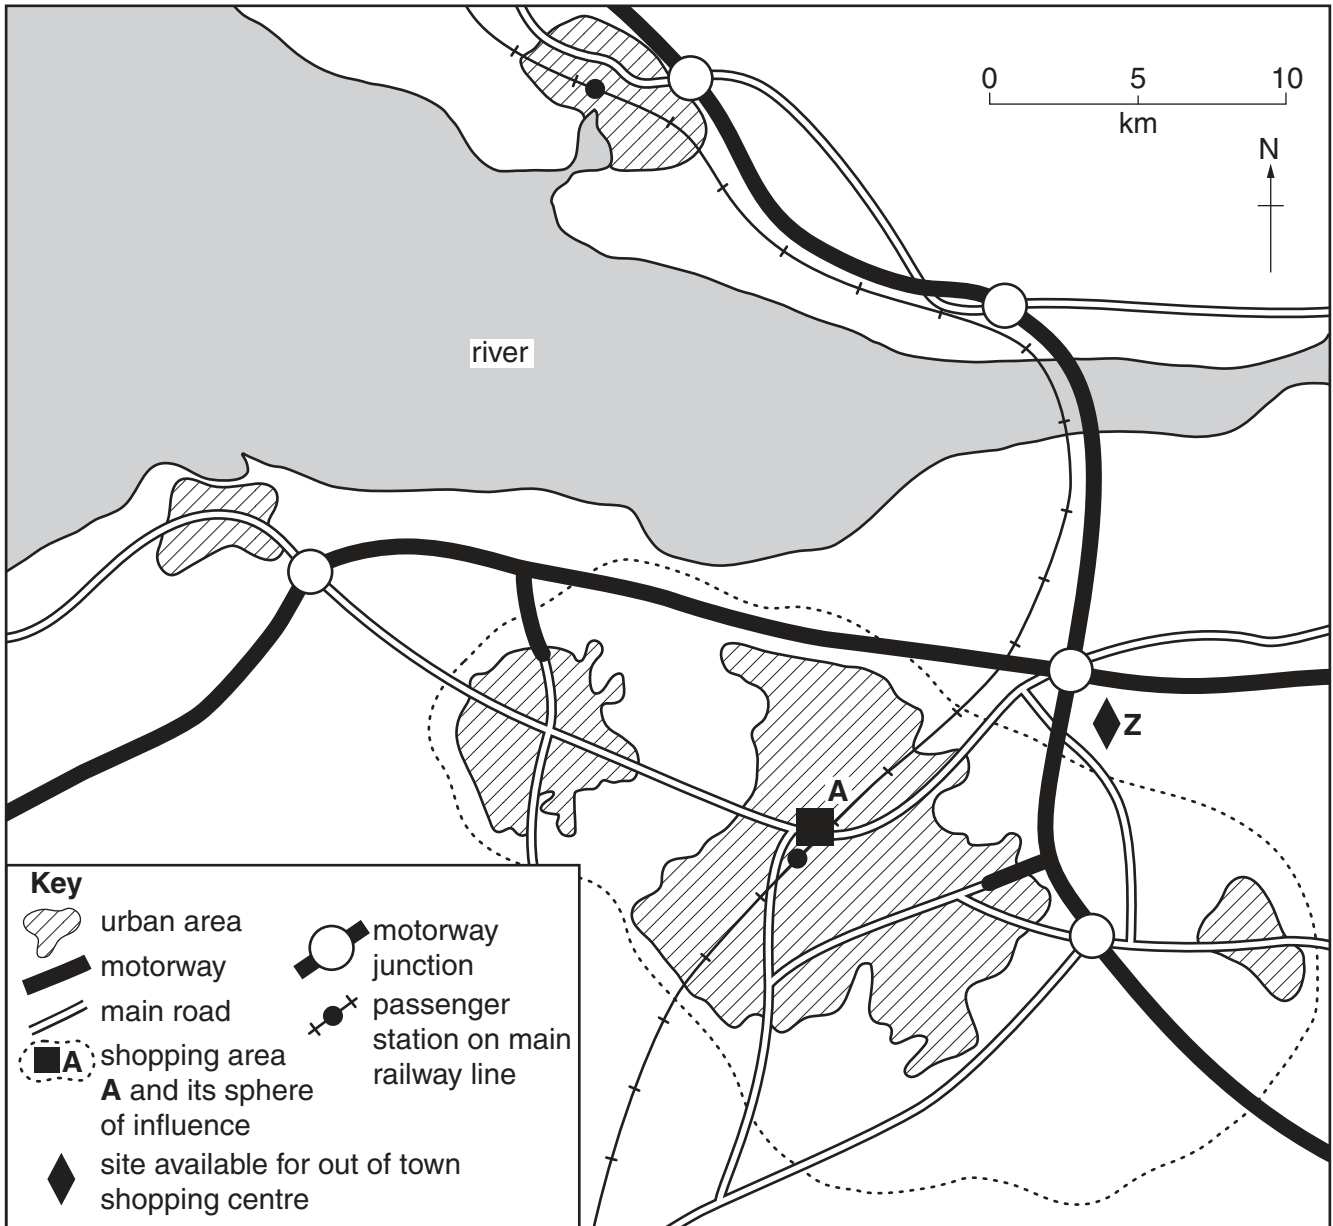 0 5 10
km
N
river
Z
A
Key
urban area
motorway
main road
A
shopping area
A and its sphere
of influence
site available for out of town
shopping centre
motorway
junction
passenger
station on main
railway line